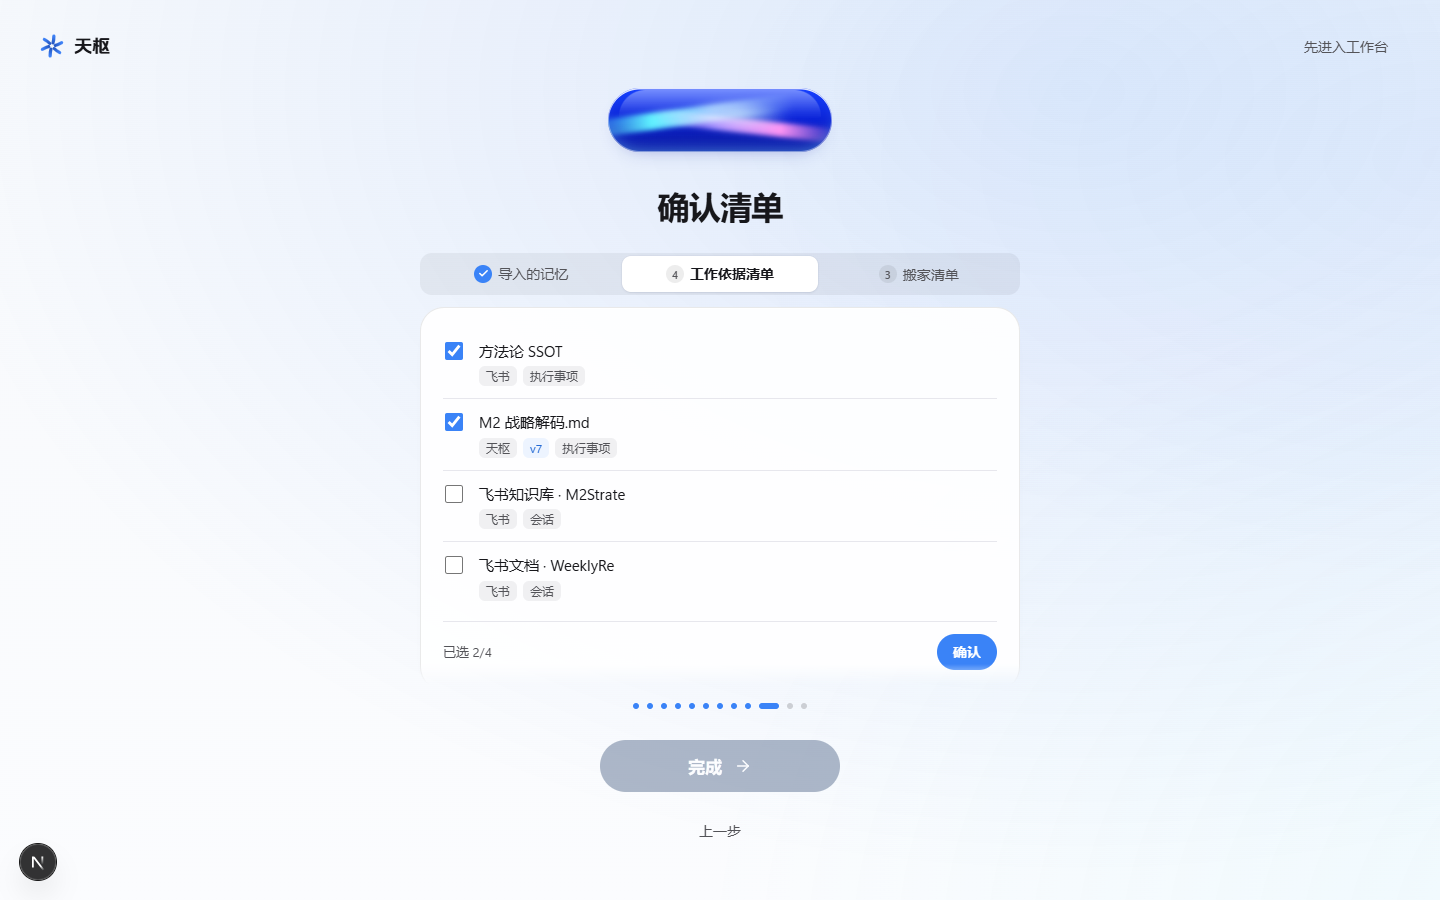 天枢
先进入工作台
确认清单
导入的记忆
4 工作依据清单
3 搬家清单
方法论 SSOT
飞书 执行事项
M2 战略解码.md
天枢 v7 执行事项
飞书知识库 · M2Strate
飞书 会话
飞书文档 · WeeklyRe
飞书 会话
已选 2/4
确认
完成
上一步
N